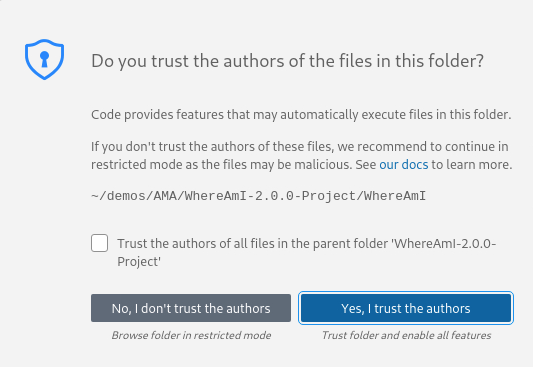 Do you trust the authors of the files in this folder?
Code provides features that may automatically execute files in this folder.
If you don't trust the authors of these files, we recommend to continue in
restricted mode as the files may be malicious. See our docs to learn more.
~/demos/AMA/WhereAmI-2.0.0-Project/WhereAmI
Trust the authors of all files in the parent folder 'WhereAmI-2.0.0-
Project'
No, I don't trust the authors
Yes, I trust the authors
Browse folder in restricted mode
Trust folder and enable all features